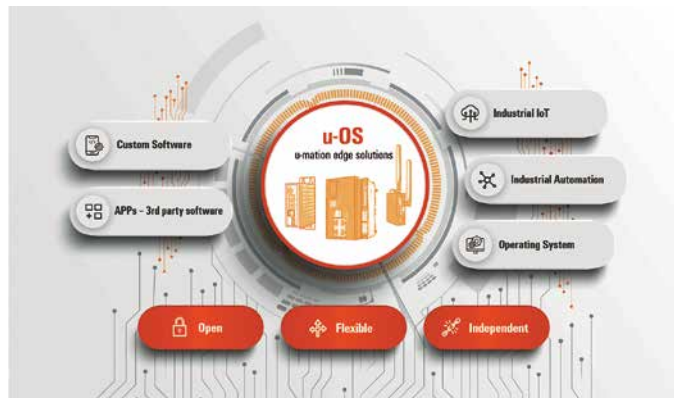 u-OS
u-mation edge solutions
Custom Software
APPs – 3rd party software
Industrial IoT
Industrial Automation
Operating System
Open
Flexible
Independent